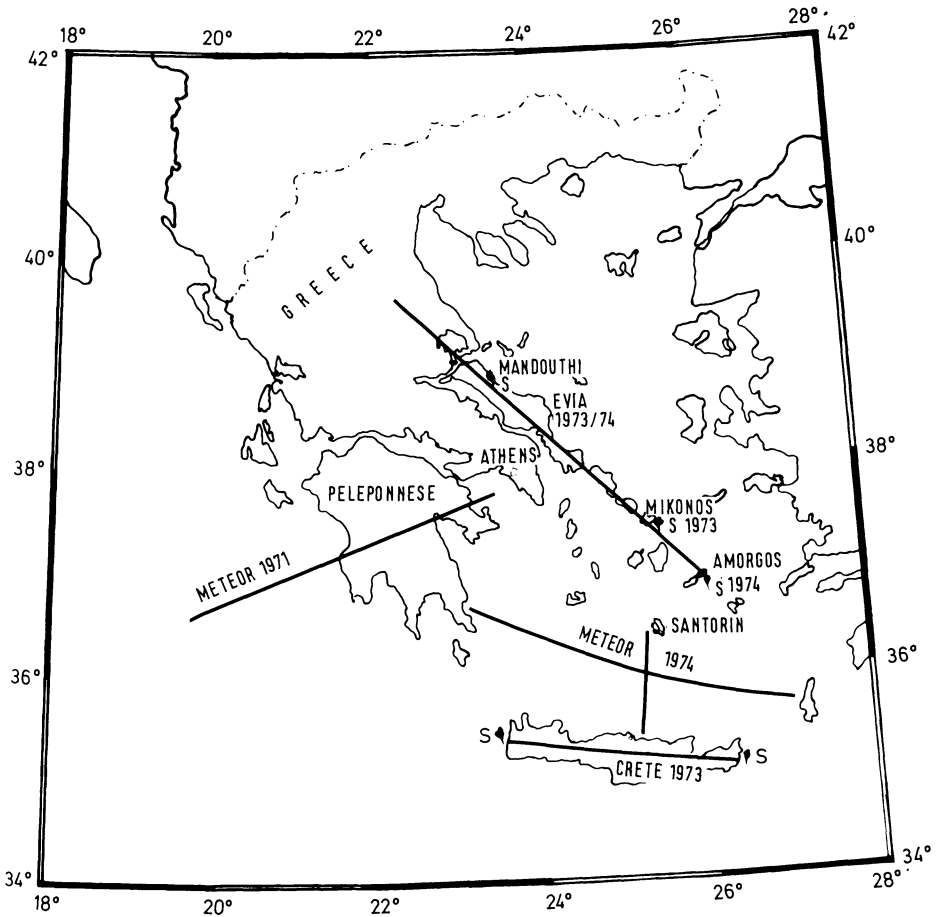 18° 20° 22° 24° 26° 28°
42° 42°
40° 40°
GREECE
MANDOUTHI
S
EVIA
1973/74
ATHENS
38° 38°
PELEPONNESE
MIKONOS
S 1973
METEOR 1971
AMORGOS
S 1974
SANTORIN
METEOR 1974
36° 36°
S S
CRETE 1973
34° 34°
20° 22° 24° 26° 28°